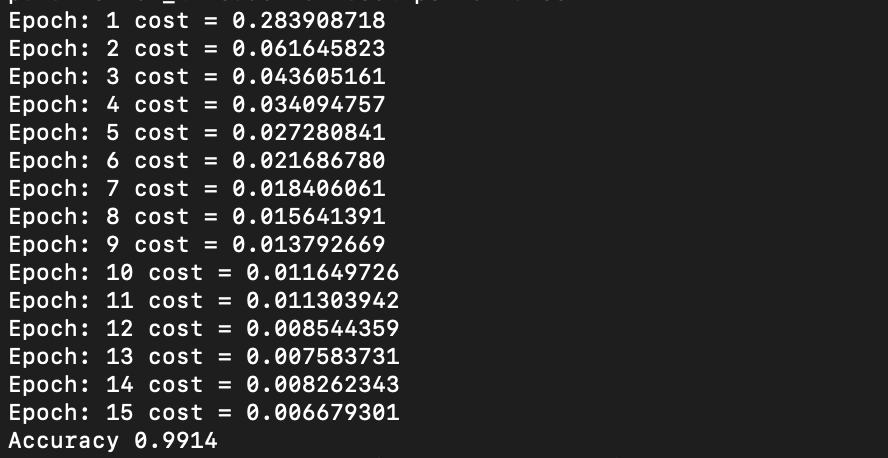 Epoch: 1 cost = 0.283908718
Epoch: 2 cost = 0.061645823
Epoch: 3 cost = 0.043605161
Epoch: 4 cost = 0.034094757
Epoch: 5 cost = 0.027280841
Epoch: 6 cost = 0.021686780
Epoch: 7 cost = 0.018406061
Epoch: 8 cost = 0.015641391
Epoch: 9 cost = 0.013792669
Epoch: 10 cost = 0.011649726
Epoch: 11 cost = 0.011303942
Epoch: 12 cost = 0.008544359
Epoch: 13 cost = 0.007583731
Epoch: 14 cost = 0.008262343
Epoch: 15 cost = 0.006679301
Accuracy 0.9914